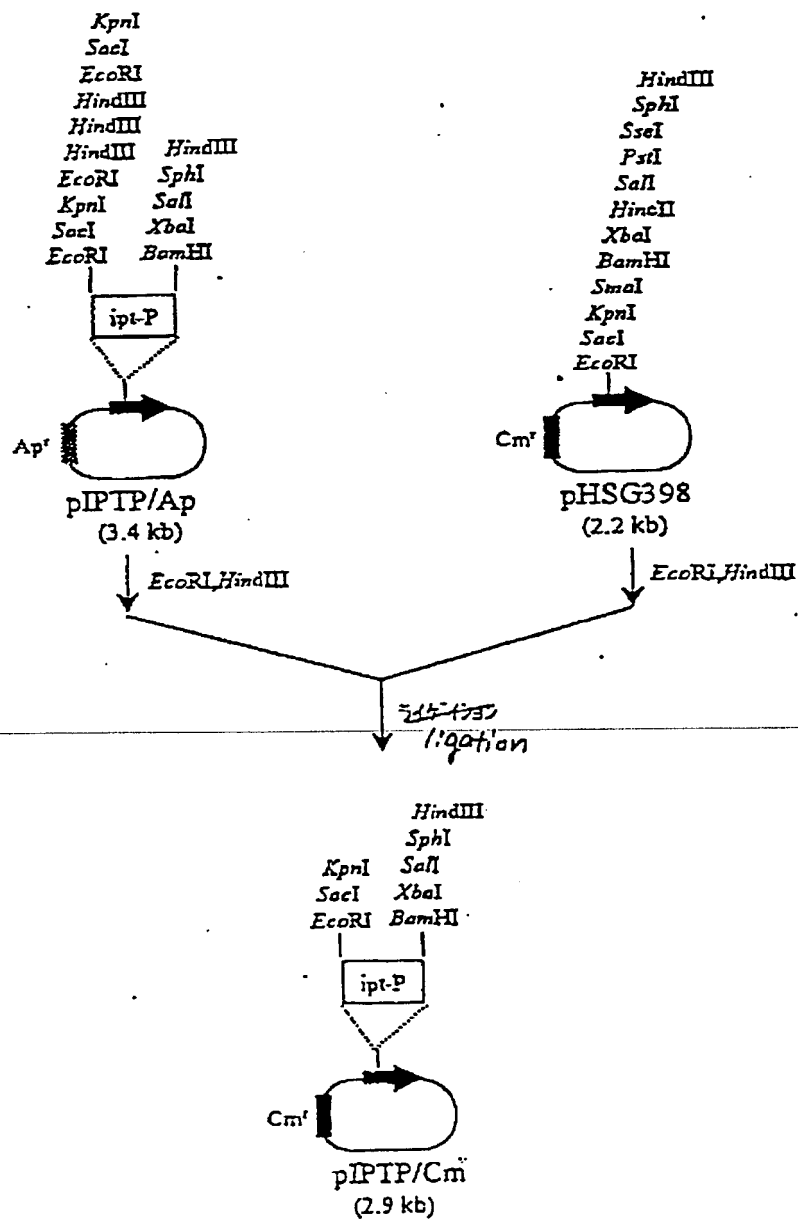 KpnI
SacI
EcoRI
HindIII
HindIII
HindIII
EcoRI
KpnI
SacI
EcoRI
HindIII
SphI
SalI
XbaI
BamHI
ipt-P
Apr
pIPTP/Ap
(3.4 kb)
EcoRI,HindIII
HindIII
SphI
SseI
PstI
SalI
HincII
XbaI
BamHI
SmaI
KpnI
SacI
EcoRI
Cmr
pHSG398
(2.2 kb)
EcoRI,HindIII
ライゲーション
ligation
KpnI
SacI
EcoRI
HindIII
SphI
SalI
XbaI
BamHI
ipt-P
Cmr
pIPTP/Cm
(2.9 kb)